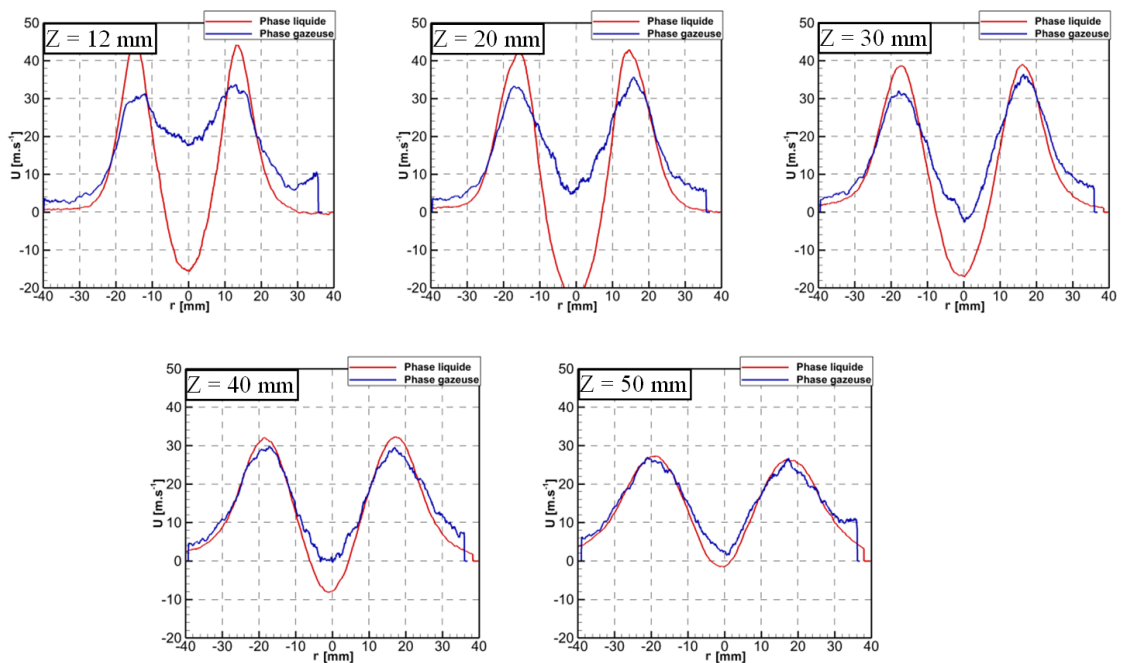 Phase liquide
Phase gazeuse
Z = 12 mm
U [m.s-1]
50
40
30
20
10
0
-10
-20
-40 -30 -20 -10 0 10 20 30 40
r [mm]
Phase liquide
Phase gazeuse
Z = 20 mm
U [m.s-1]
50
40
30
20
10
0
-10
-20
-40 -30 -20 -10 0 10 20 30 40
r [mm]
Phase liquide
Phase gazeuse
Z = 30 mm
U [m.s-1]
50
40
30
20
10
0
-10
-20
-40 -30 -20 -10 0 10 20 30 40
r [mm]
Phase liquide
Phase gazeuse
Z = 40 mm
U [m.s-1]
50
40
30
20
10
0
-10
-20
-40 -30 -20 -10 0 10 20 30 40
r [mm]
Phase liquide
Phase gazeuse
Z = 50 mm
U [m.s-1]
50
40
30
20
10
0
-10
-20
-40 -30 -20 -10 0 10 20 30 40
r [mm]